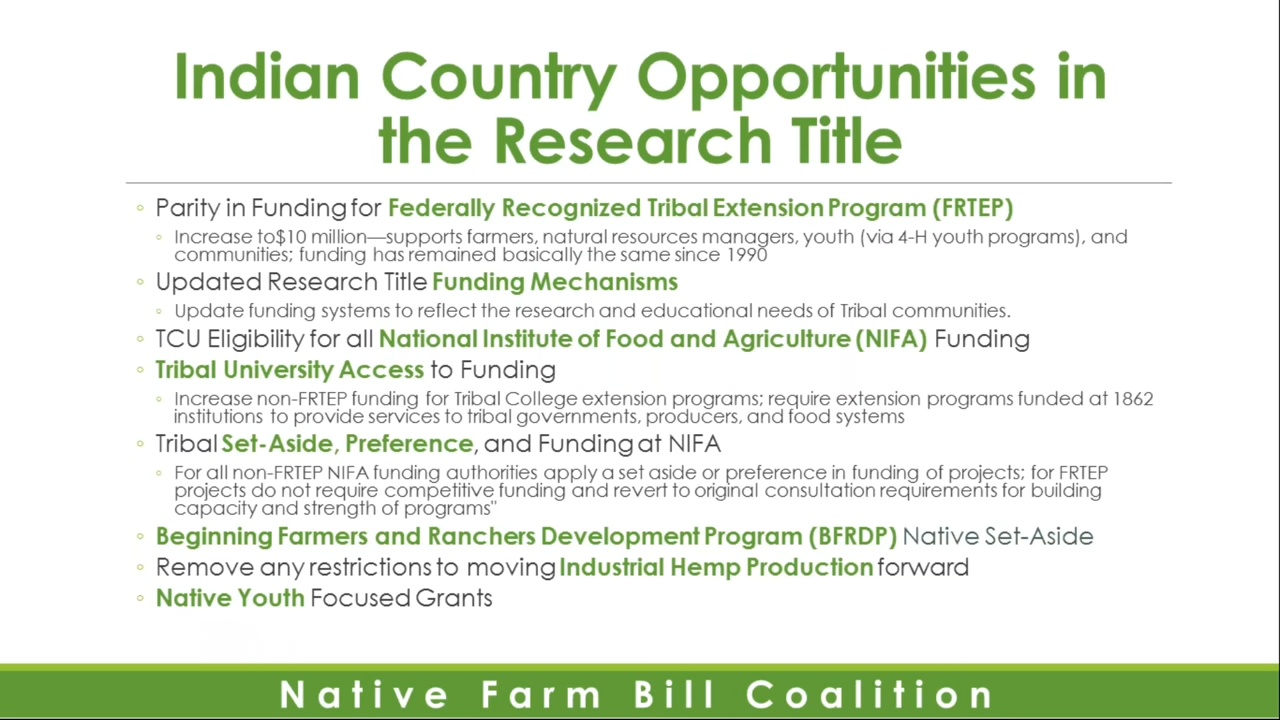 Indian Country Opportunities in
the Research Title
◦ Parity in Funding for Federally Recognized Tribal Extension Program (FRTEP)
◦ Increase to$10 million—supports farmers, natural resources managers, youth (via 4-H youth programs), and
communities; funding has remained basically the same since 1990
◦ Updated Research Title Funding Mechanisms
◦ Update funding systems to reflect the research and educational needs of Tribal communities.
◦ TCU Eligibility for all National Institute of Food and Agriculture (NIFA) Funding
◦ Tribal University Access to Funding
◦ Increase non-FRTEP funding for Tribal College extension programs; require extension programs funded at 1862
institutions to provide services to tribal governments, producers, and food systems
◦ Tribal Set-Aside, Preference, and Funding at NIFA
◦ For all non-FRTEP NIFA funding authorities apply a set aside or preference in funding of projects; for FRTEP
projects do not require competitive funding and revert to original consultation requirements for building
capacity and strength of programs"
◦ Beginning Farmers and Ranchers Development Program (BFRDP) Native Set-Aside
◦ Remove any restrictions to moving Industrial Hemp Production forward
◦ Native Youth Focused Grants
Native Farm Bill Coalition